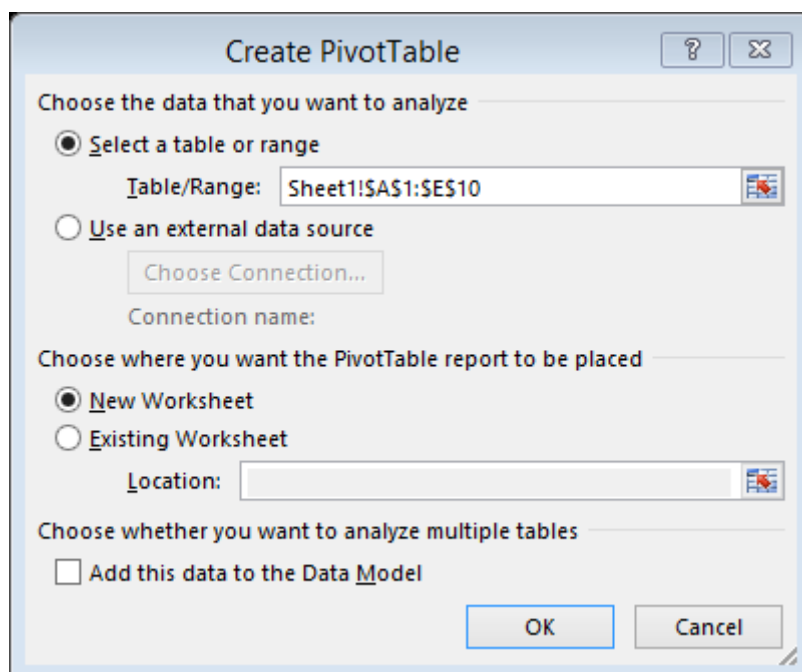 Create PivotTable
?
Choose the data that you want to analyze
Select a table or range
Table/Range: Sheet1!$A$1:$E$10
Use an external data source
Choose Connection...
Connection name:
Choose where you want the PivotTable report to be placed
New Worksheet
Existing Worksheet
Location:
Choose whether you want to analyze multiple tables
Add this data to the Data Model
OK Cancel